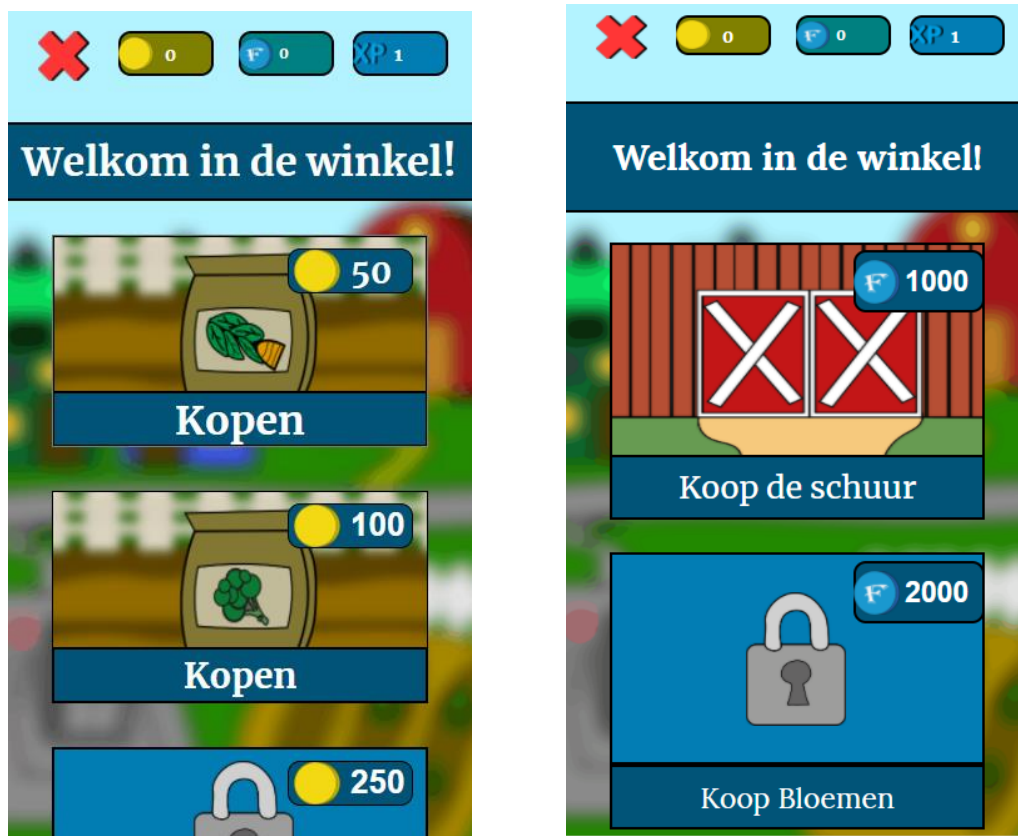 0 F 0 XP 1
Welkom in de winkel!
50
Kopen
100
Kopen
250
0 F 0 XP 1
Welkom in de winkel!
F 1000
Koop de schuur
F 2000
Koop Bloemen